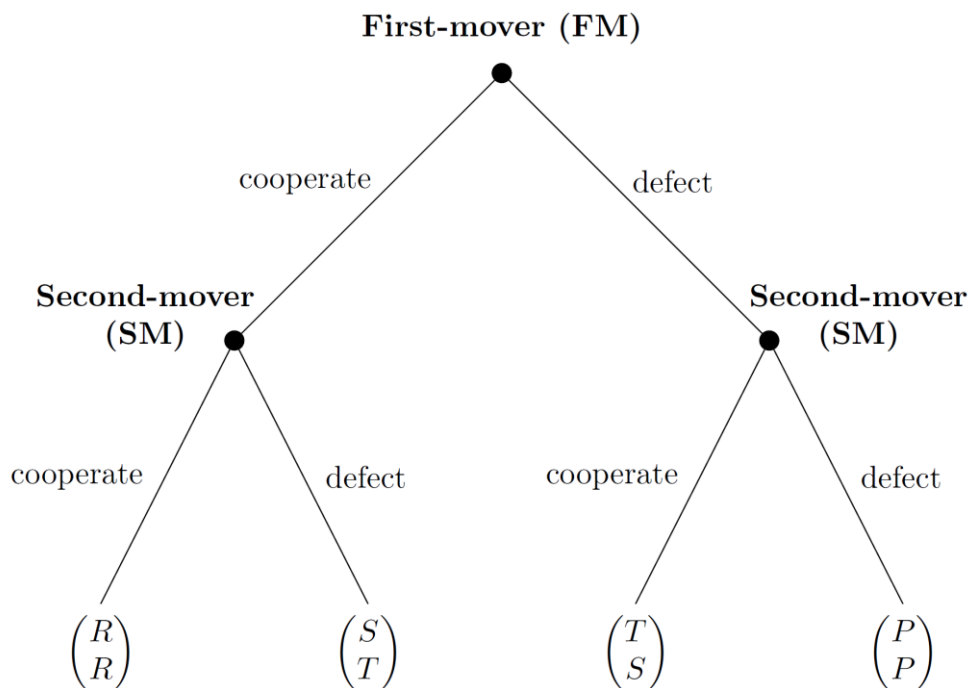 First-mover (FM)
cooperate
defect
Second-mover
(SM)
Second-mover
(SM)
cooperate
defect
cooperate
defect
R
R
S
T
T
S
P
P